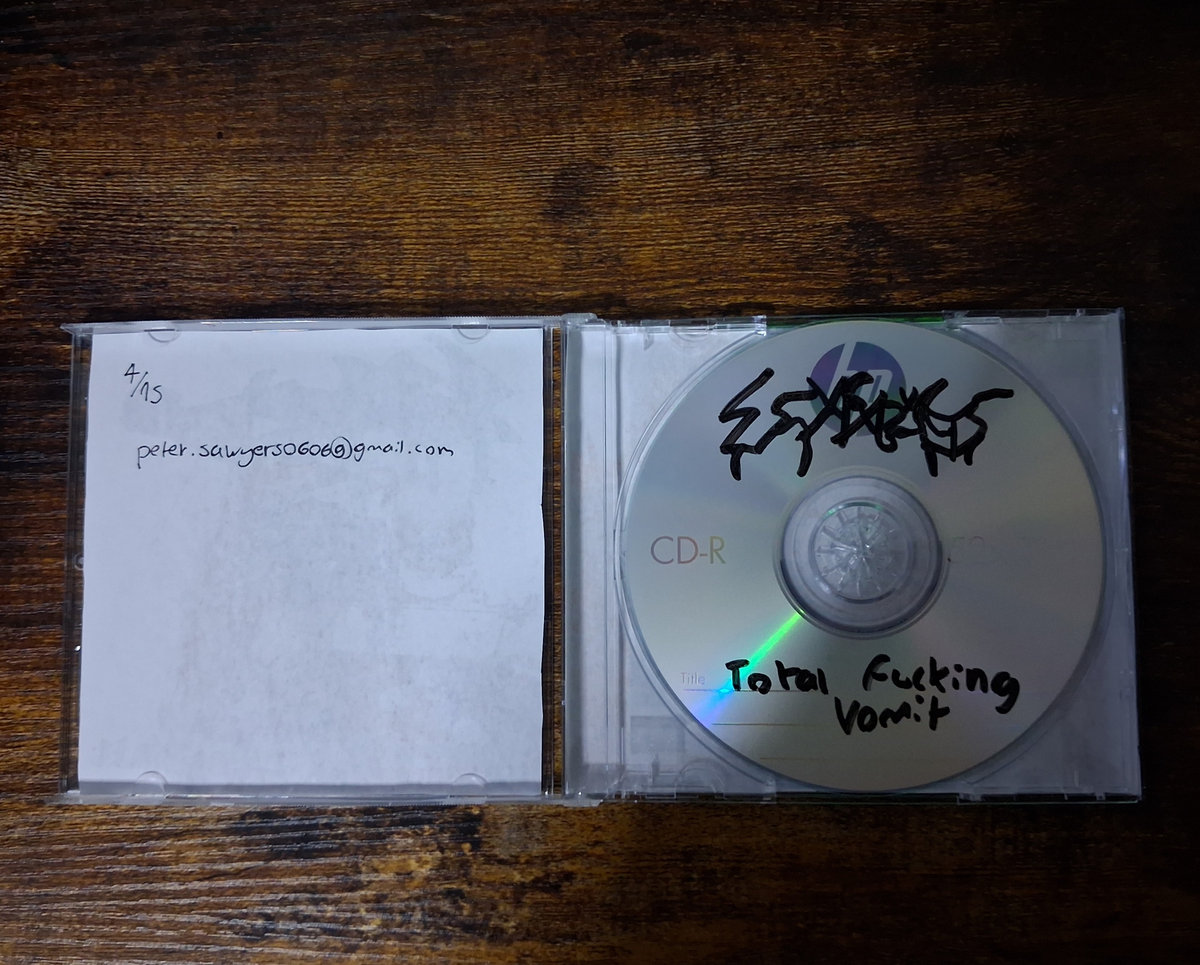 4/15
peter.sawyers0606@gmail.com
hp
CD-R
Title
Total Fucking
Vomit